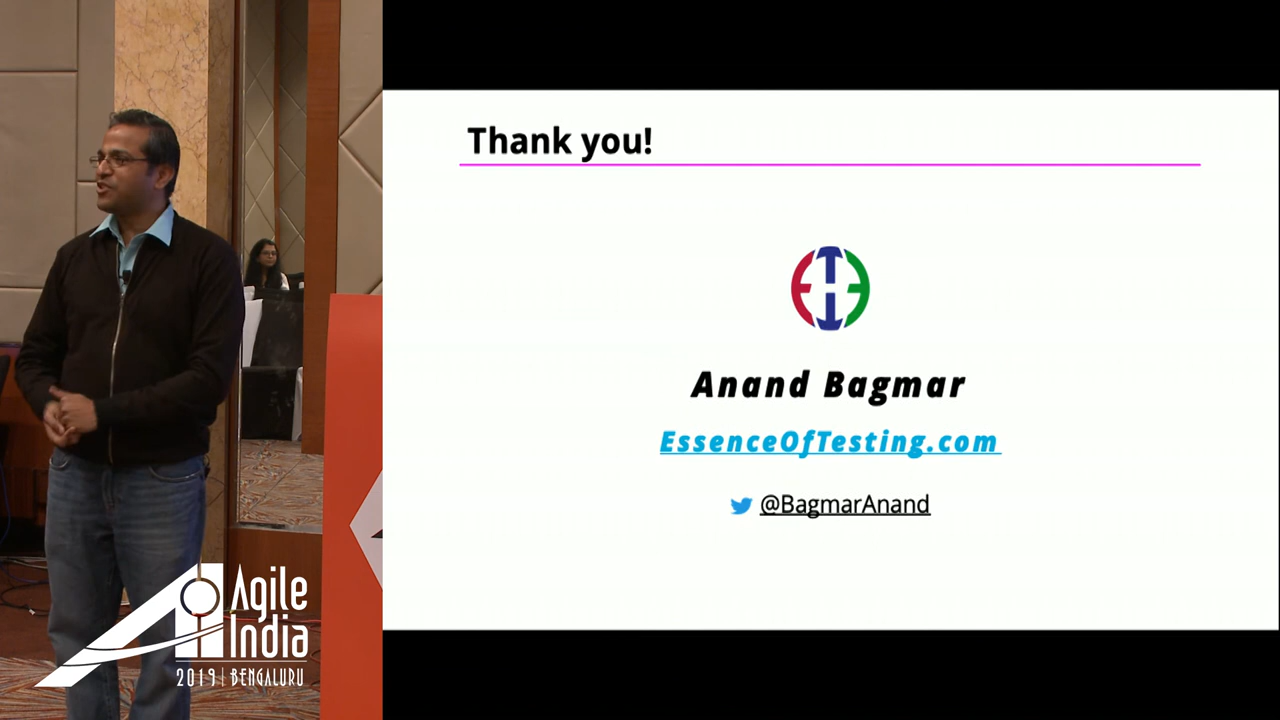 Thank you!
Anand Bagmar
EssenceOfTesting.com
@BagmarAnand
Agile
India
2019 | BENGALURU